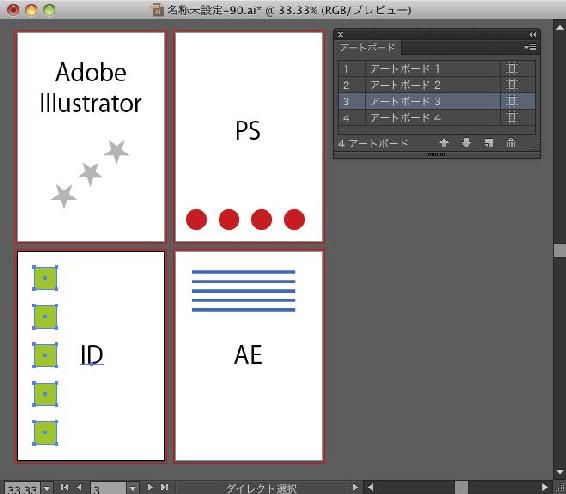 名称未設定-90.ai* @ 33.33% (RGB/プレビュー)
Adobe
Illustrator
PS
ID
AE
アートボード
1 アートボード 1
2 アートボード 2
3 アートボード 3
4 アートボード 4
4 アートボード
33.33 3 ダイレクト選択